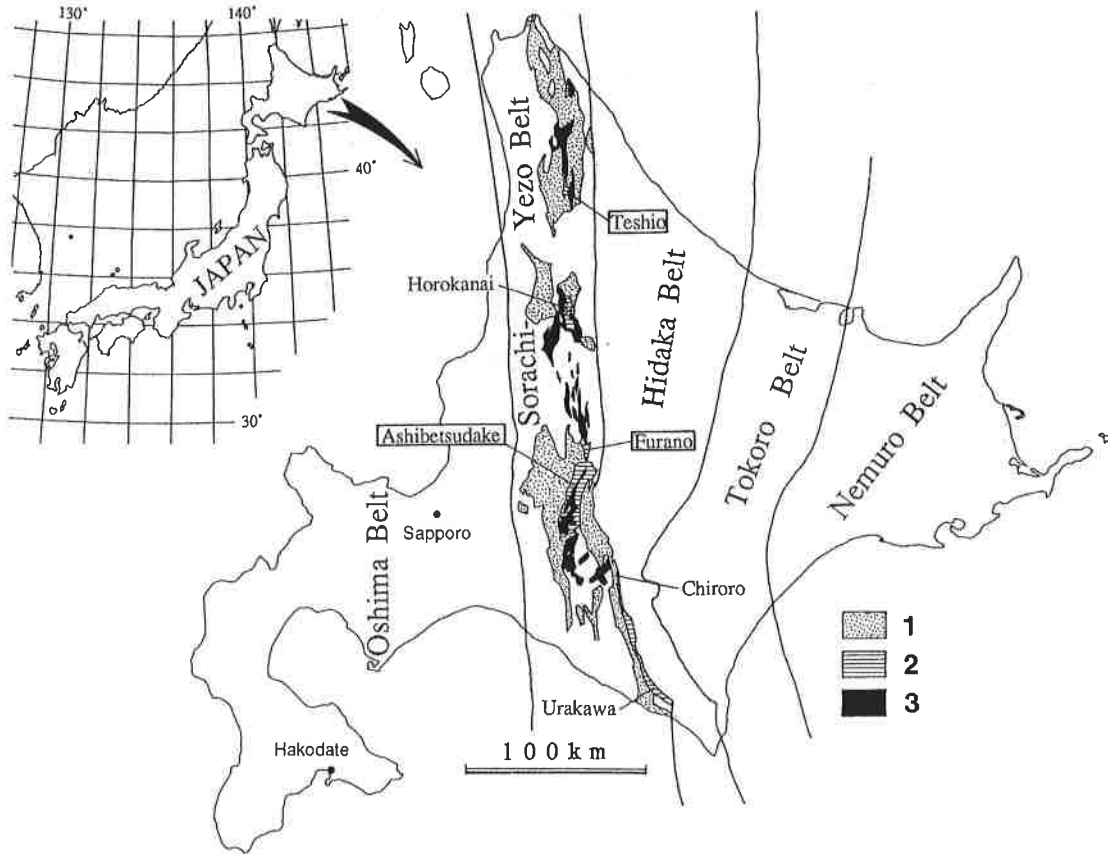 130°
140°
40°
JAPAN
30°
Yezo Belt
Teshio
Horokanai
Hidaka Belt
Sorachi-
Ashibetsudake
Furano
Tokoro Belt
Nemuro Belt
Oshima Belt
Sapporo
Chiroro
1
2
3
Urakawa
Hakodate
100km